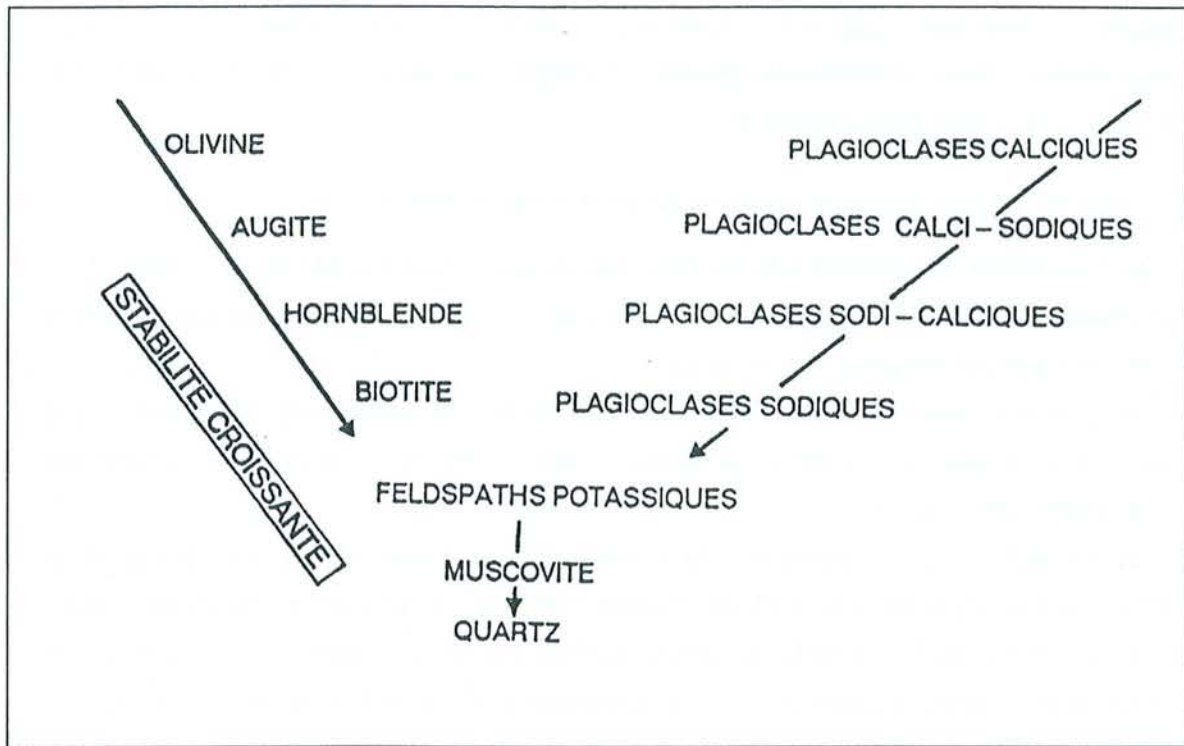 OLIVINE
PLAGIOCLASES CALCIQUES
AUGITE
PLAGIOCLASES CALCI – SODIQUES
HORNBLENDE
PLAGIOCLASES SODI – CALCIQUES
BIOTITE
PLAGIOCLASES SODIQUES
STABILITE CROISSANTE
FELDSPATHS POTASSIQUES
MUSCOVITE
QUARTZ